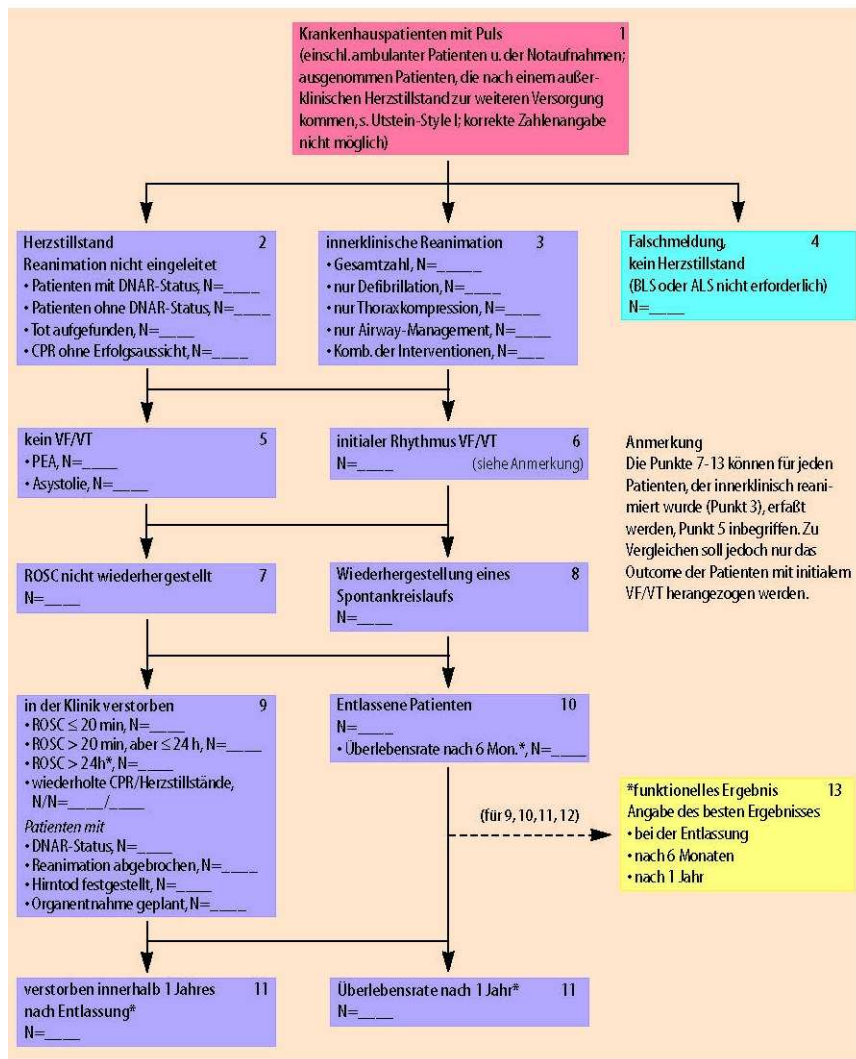 Krankenhauspatienten mit Puls 1
(einschl. ambulanter Patienten u. der Notaufnahmen;
ausgenommen Patienten, die nach einem außer-
klinischen Herzstillstand zur weiteren Versorgung
kommen, s. Utstein-Style I; korrekte Zahlenangabe
nicht möglich)
Herzstillstand 2
Reanimation nicht eingeleitet
• Patienten mit DNAR-Status, N=____
• Patienten ohne DNAR-Status, N=____
• Tot aufgefunden, N=____
• CPR ohne Erfolgsaussicht, N=____
innerklinische Reanimation 3
• Gesamtzahl, N=_____
• nur Defibrillation, N=____
• nur Thoraxkompression, N=____
• nur Airway-Management, N=____
• Komb. der Interventionen, N=___
Falschmeldung, 4
kein Herzstillstand
(BLS oder ALS nicht erforderlich)
N=____
kein VF/VT 5
• PEA, N=____
• Asystolie, N=____
initialer Rhythmus VF/VT 6
N=____ (siehe Anmerkung)
Anmerkung
Die Punkte 7-13 können für jeden
Patienten, der innerklinisch reani-
miert wurde (Punkt 3), erfaßt
werden, Punkt 5 inbegriffen. Zu
Vergleichen soll jedoch nur das
Outcome der Patienten mit initialem
VF/VT herangezogen werden.
ROSC nicht wiederhergestellt 7
N=____
Wiederhergestellung eines 8
Spontankreislaufs
N=____
in der Klinik verstorben 9
• ROSC ≤ 20 min, N=____
• ROSC > 20 min, aber ≤ 24 h, N=____
• ROSC > 24h*, N=____
• wiederholte CPR/Herzstillstände,
N/N=____/____
Patienten mit
• DNAR-Status, N=____
• Reanimation abgebrochen, N=____
• Hirntod festgestellt, N=____
• Organentnahme geplant, N=____
Entlassene Patienten 10
N=____
• Überlebensrate nach 6 Mon.*, N=____
(für 9, 10, 11, 12)
*funktionelles Ergebnis 13
Angabe des besten Ergebnisses
• bei der Entlassung
• nach 6 Monaten
• nach 1 Jahr
verstorben innerhalb 1 Jahres 11
nach Entlassung*
N=____
Überlebensrate nach 1 Jahr* 11
N=____